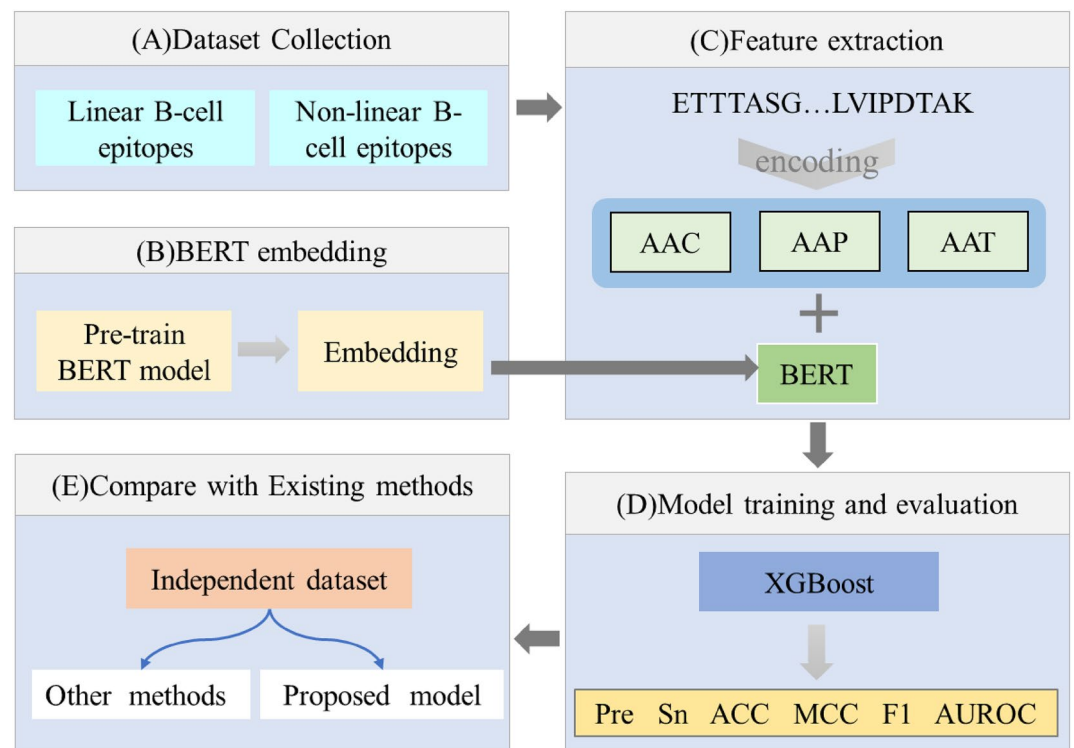 (A)Dataset Collection
Linear B-cell
epitopes
Non-linear B-
cell epitopes
(B)BERT embedding
Pre-train
BERT model
Embedding
(C)Feature extraction
ETTTASG...LVIPDTAK
encoding
AAC
AAP
AAT
+
BERT
(D)Model training and evaluation
XGBoost
Pre Sn ACC MCC F1 AUROC
(E)Compare with Existing methods
Independent dataset
Other methods
Proposed model